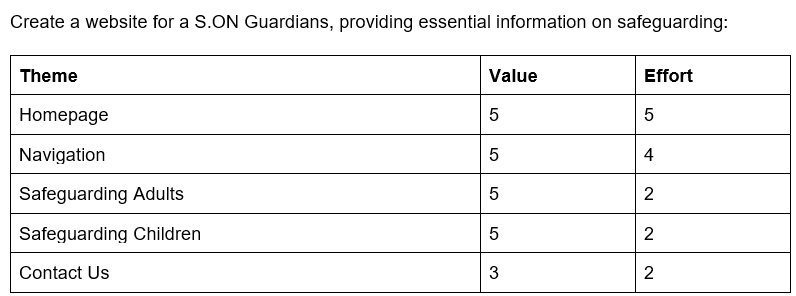 Create a website for a S.ON Guardians, providing essential information on safeguarding:
Theme Value Effort
Homepage 5 5
Navigation 5 4
Safeguarding Adults 5 2
Safeguarding Children 5 2
Contact Us 3 2